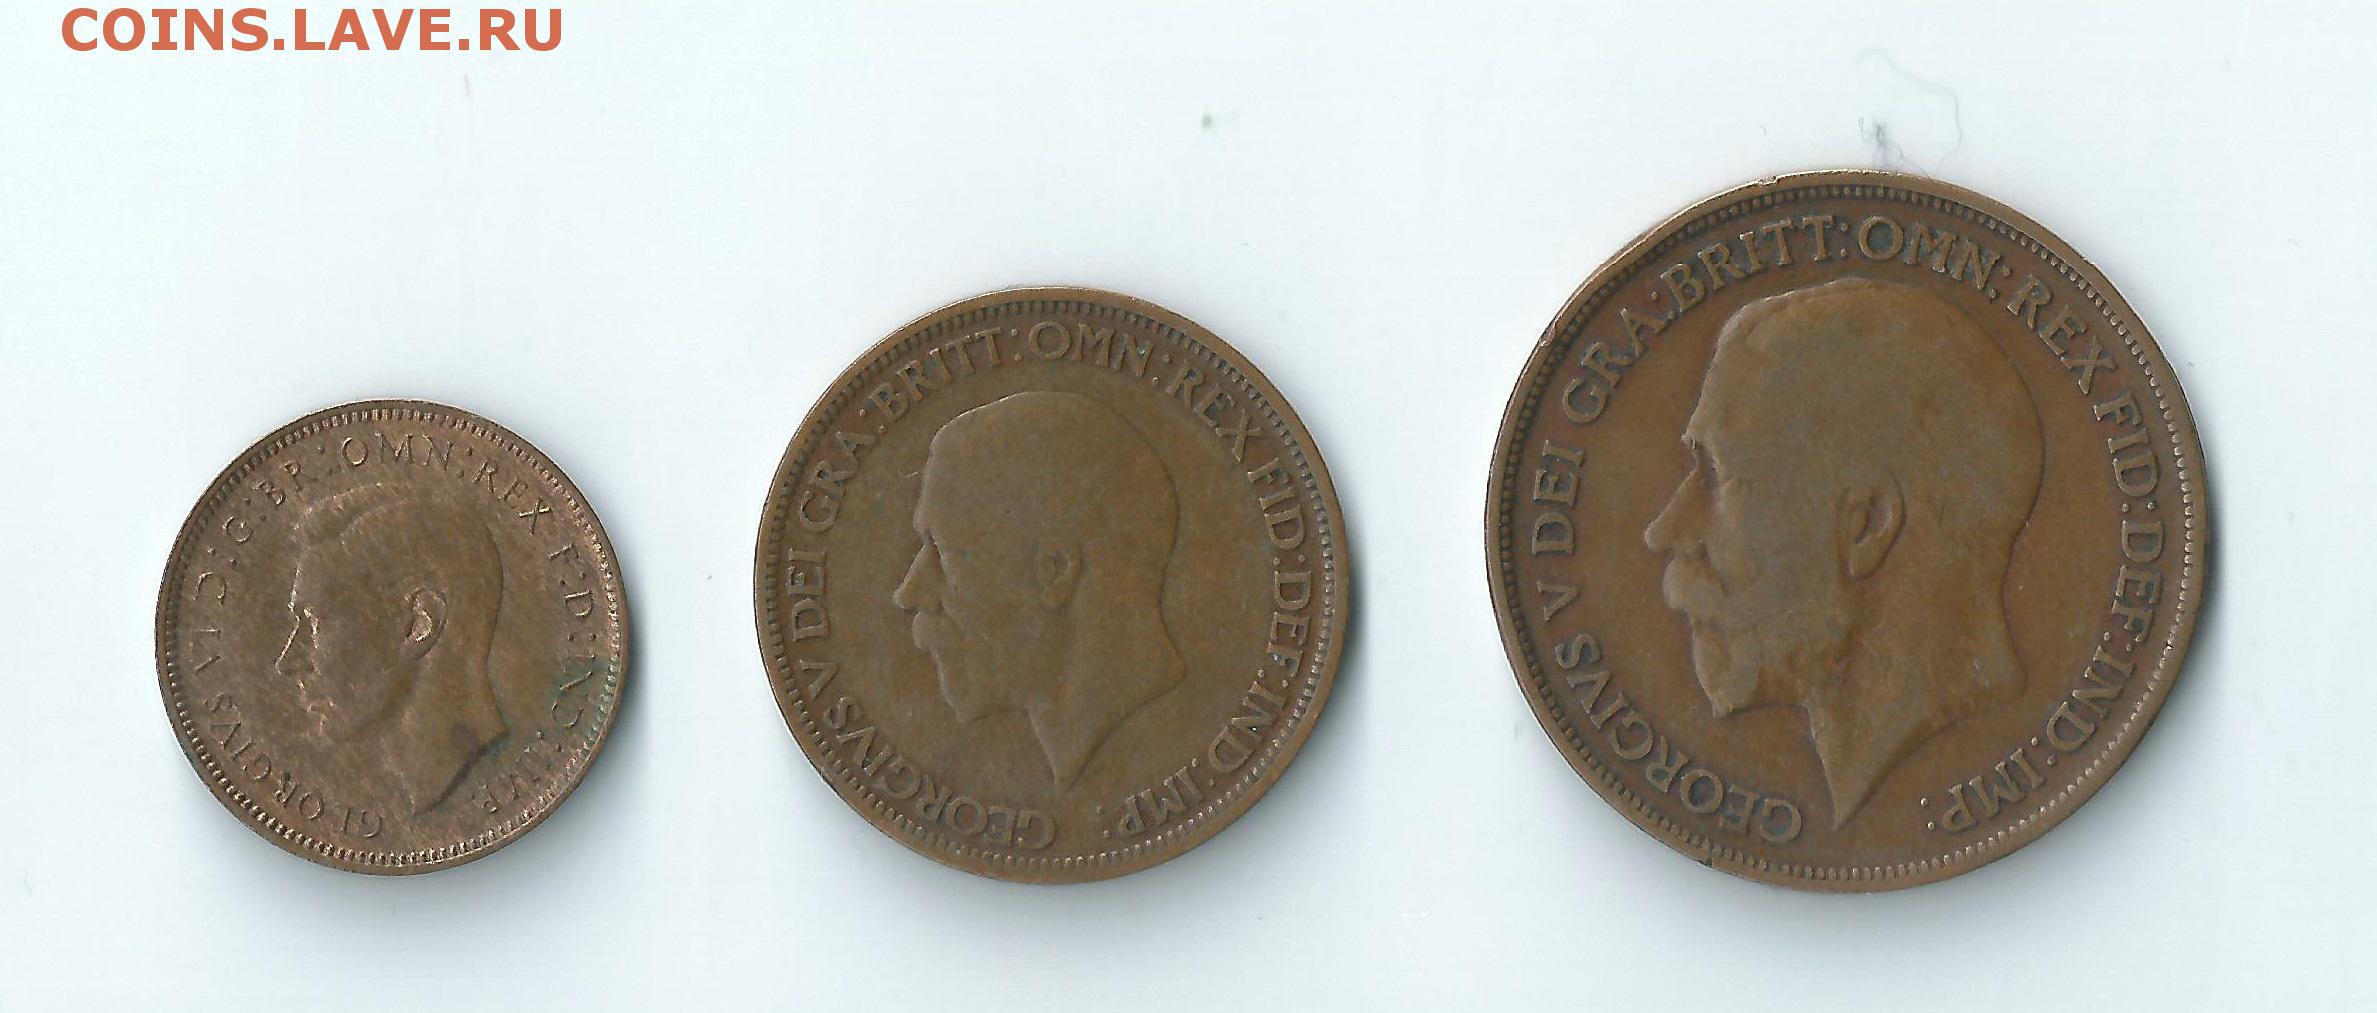 COINS.LAVE.RU
GEORGIVS VI D:G:BR:OMN:REX F:D:IND:IMP.
GEORGIVS V DEI GRA:BRITT:OMN:REX FID:DEF:IND:IMP:
GEORGIVS V DEI GRA:BRITT:OMN:REX FID:DEF:IND:IMP: